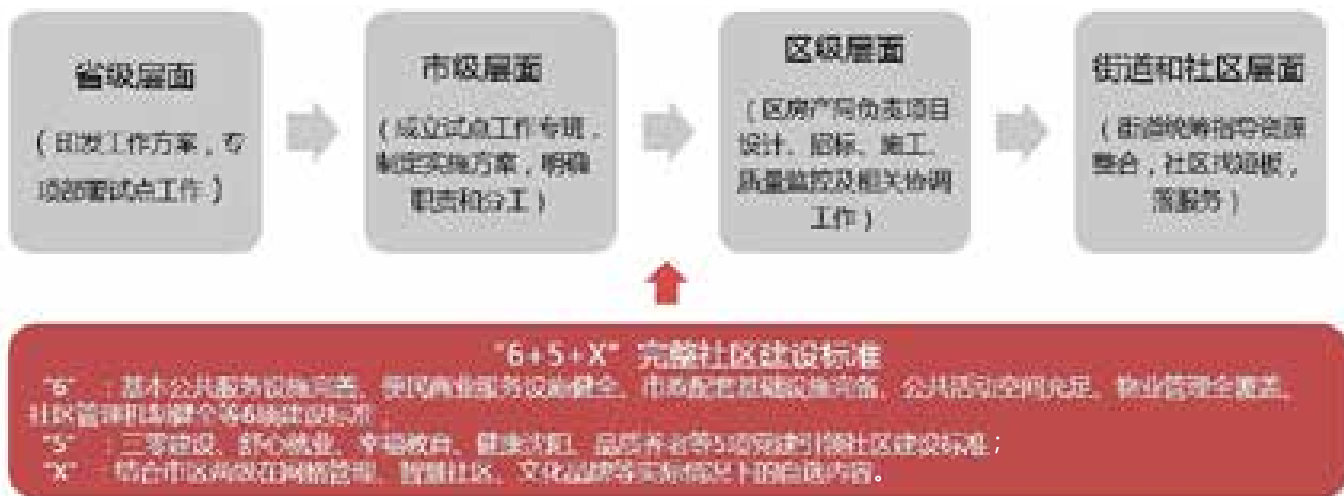 省级层面
（印发工作方案，专
项部署试点工作）
市级层面
（成立试点工作专班，
制定实施方案，明确
职责和分工）
区级层面
（区房产局负责项目
设计、招标、施工、
质量监控及相关协调
工作）
街道和社区层面
（街道统筹指导资源
整合，社区找短板，
落服务）
“6+5+X”完整社区建设标准
“6”：基本公共服务设施完善、便民商业服务设施健全、市政配套基础设施完备、公共活动空间充足、物业管理全覆盖、
社区管理机制健全等6项建设标准；
“5”：三零建设、舒心就业、幸福教育、健康沈阳、品质养老等5项党建引领社区建设标准；
“X”：结合市区两级在网格管理、智慧社区、文化品牌等实际情况下的自选内容。